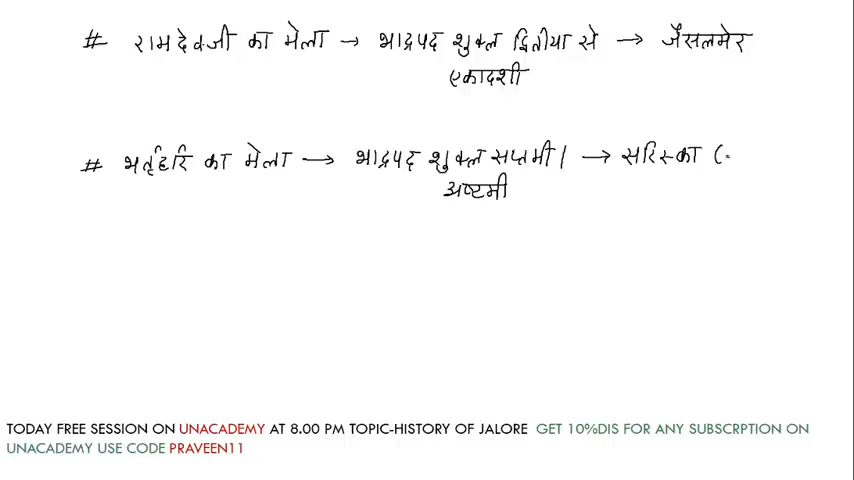 # रामदेवजी का मेला → भाद्रपद शुक्ल द्वितीया से → जैसलमेर
एकादशी
# भर्तृहरि का मेला → भाद्रपद शुक्ल सप्तमी / → सरिस्का (
अष्टमी
TODAY FREE SESSION ON UNACADEMY AT 8.00 PM TOPIC-HISTORY OF JALORE GET 10%DIS FOR ANY SUBSCRPTION ON
UNACADEMY USE CODE PRAVEEN11